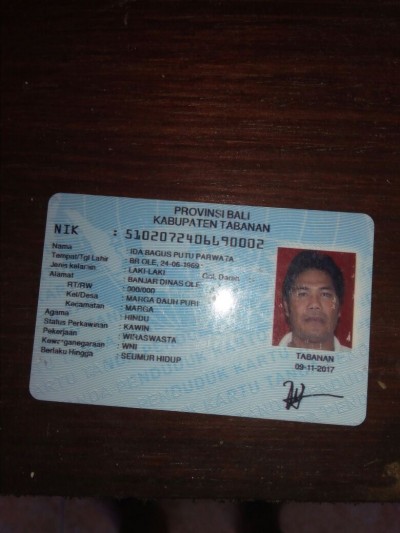 PROVINSI BALI
KABUPATEN TABANAN
NIK : 5102072406690002
Nama : IDA BAGUS PUTU PARWATA
Tempat/Tgl Lahir : BR OLE, 24-06-1969
Jenis kelamin : LAKI-LAKI Gol. Darah
Alamat : BANJAR DINAS OLE
RT/RW : 000/000
Kel/Desa : MARGA DAUH PURI
Kecamatan : MARGA
Agama : HINDU
Status Perkawinan : KAWIN
Pekerjaan : WIRASWASTA
Kewarganegaraan : WNI
Berlaku Hingga : SEUMUR HIDUP
TABANAN
09-11-2017